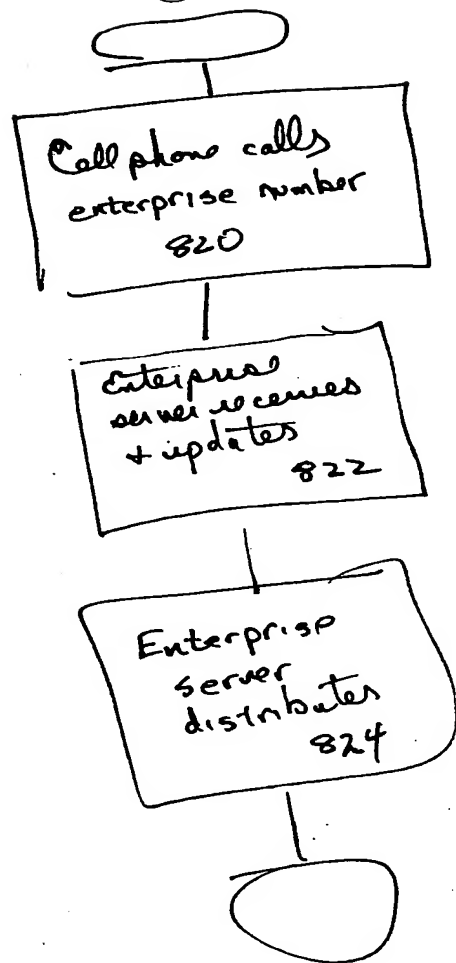 Cell phone calls
enterprise number
820
Enterprise
server receives
+ updates
822
Enterprise
server
distributes
824